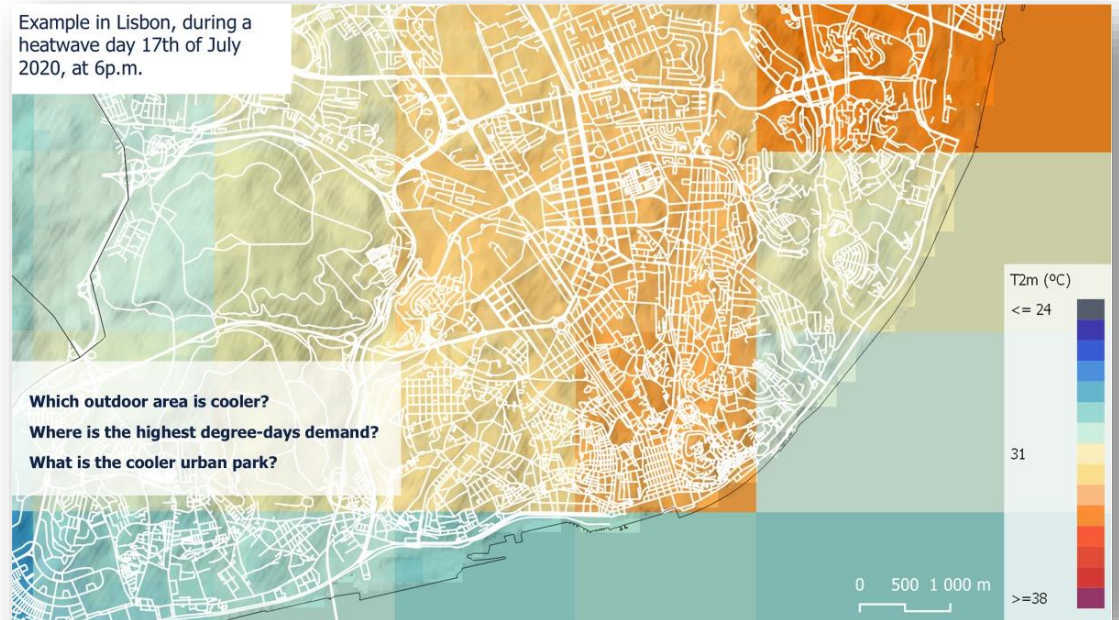 Example in Lisbon, during a
heatwave day 17th of July
2020, at 6p.m.
Which outdoor area is cooler?
Where is the highest degree-days demand?
What is the cooler urban park?
T2m (ºC)
<= 24
31
>=38
0 500 1 000 m